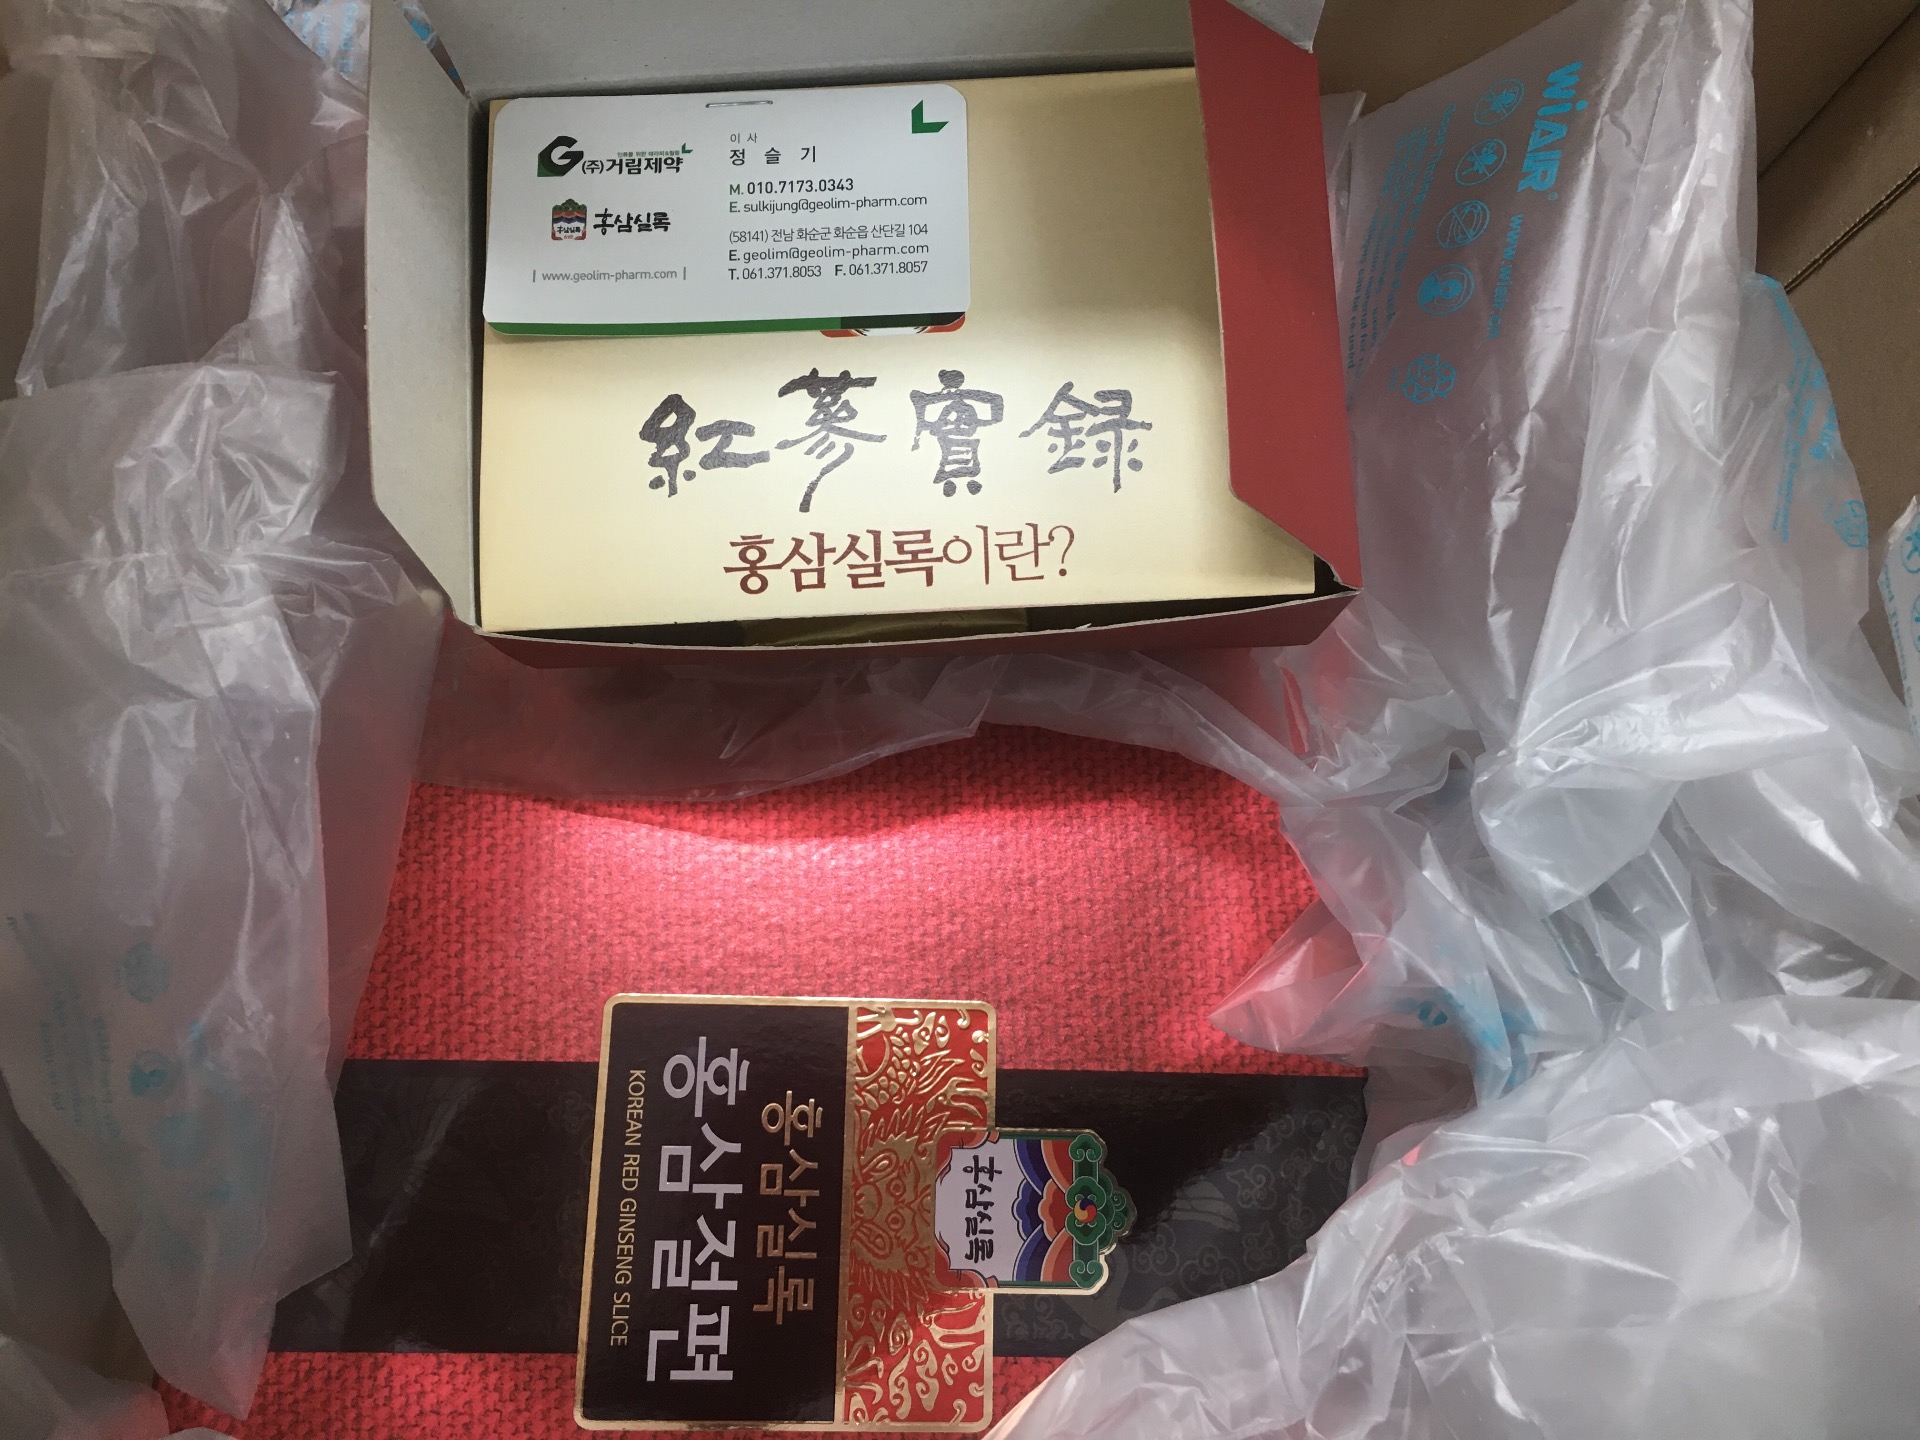 (주)거림제약
홍삼실록
www.geolim-pharm.com
이 사
정 슬 기
M. 010.7173.0343
E. sulkijung@geolim-pharm.com
(58141) 전남 화순군 화순읍 산단길 104
E. geolim@geolim-pharm.com
T. 061.371.8053 F. 061.371.8057
紅蔘實錄
홍삼실록이란?
WiAIR
홍삼실록
홍삼실록
홍삼절편
KOREAN RED GINSENG SLICE